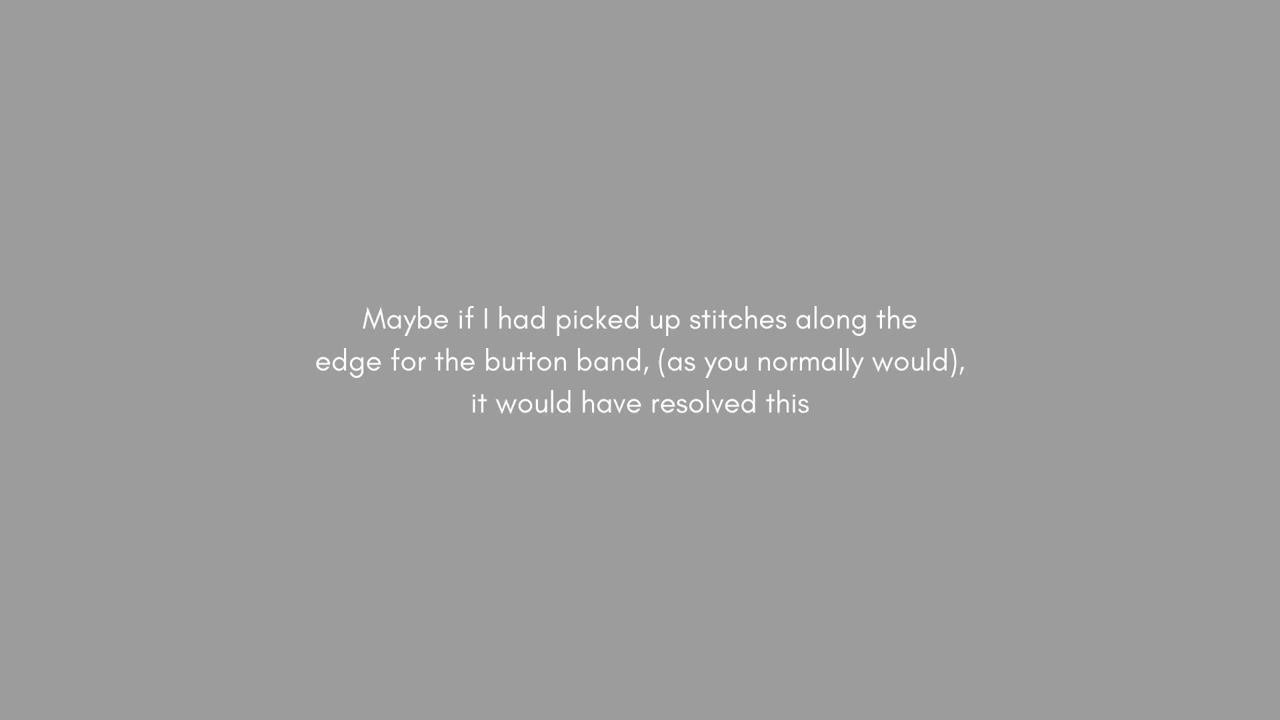 Maybe if I had picked up stitches along the
edge for the button band, (as you normally would),
it would have resolved this